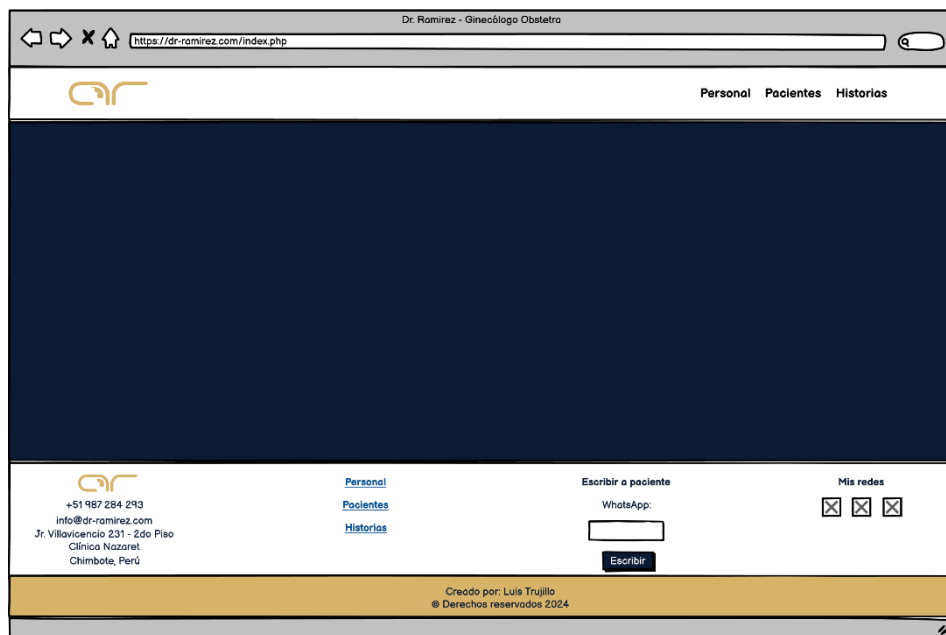 Dr. Ramirez - Ginecólogo Obstetra
https://dr-ramirez.com/index.php
Personal Pacientes Historias
+51 987 284 293
info@dr-ramirez.com
Jr. Villavicencio 231 - 2do Piso
Clínica Nazaret
Chimbote, Perú
Personal
Pacientes
Historias
Escribir a paciente
WhatsApp:
Escribir
Mis redes
Creado por: Luis Trujillo
© Derechos reservados 2024